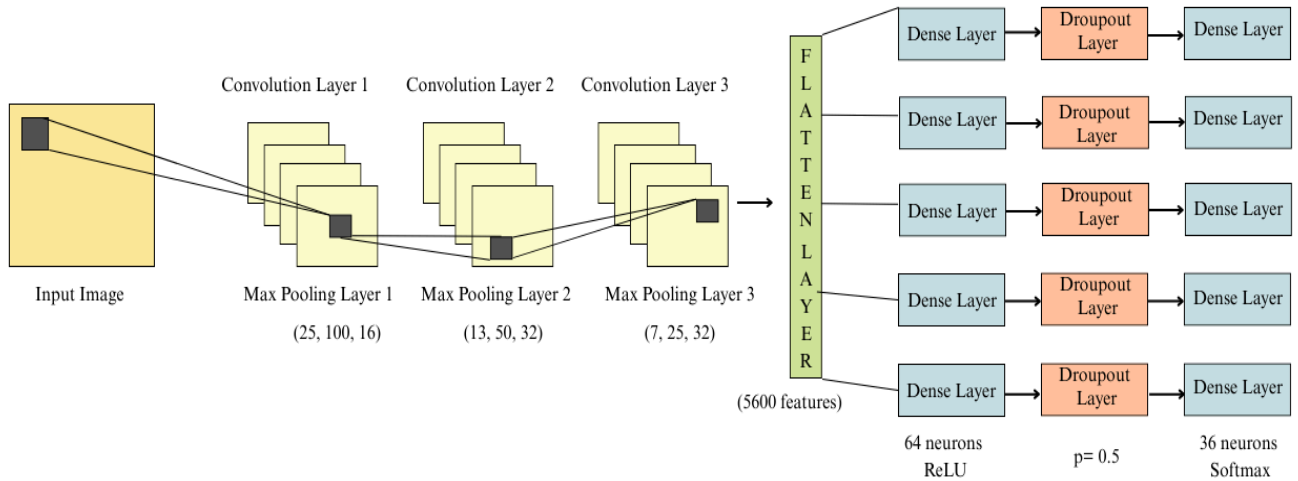 Convolution Layer 1
Convolution Layer 2
Convolution Layer 3
Input Image
Max Pooling Layer 1
Max Pooling Layer 2
Max Pooling Layer 3
(25, 100, 16)
(13, 50, 32)
(7, 25, 32)
FLATTEN LAYER
(5600 features)
Dense Layer
Droupout
Layer
Dense Layer
Dense Layer
Droupout
Layer
Dense Layer
Dense Layer
Droupout
Layer
Dense Layer
Dense Layer
Droupout
Layer
Dense Layer
Dense Layer
Droupout
Layer
Dense Layer
64 neurons
ReLU
p= 0.5
36 neurons
Softmax